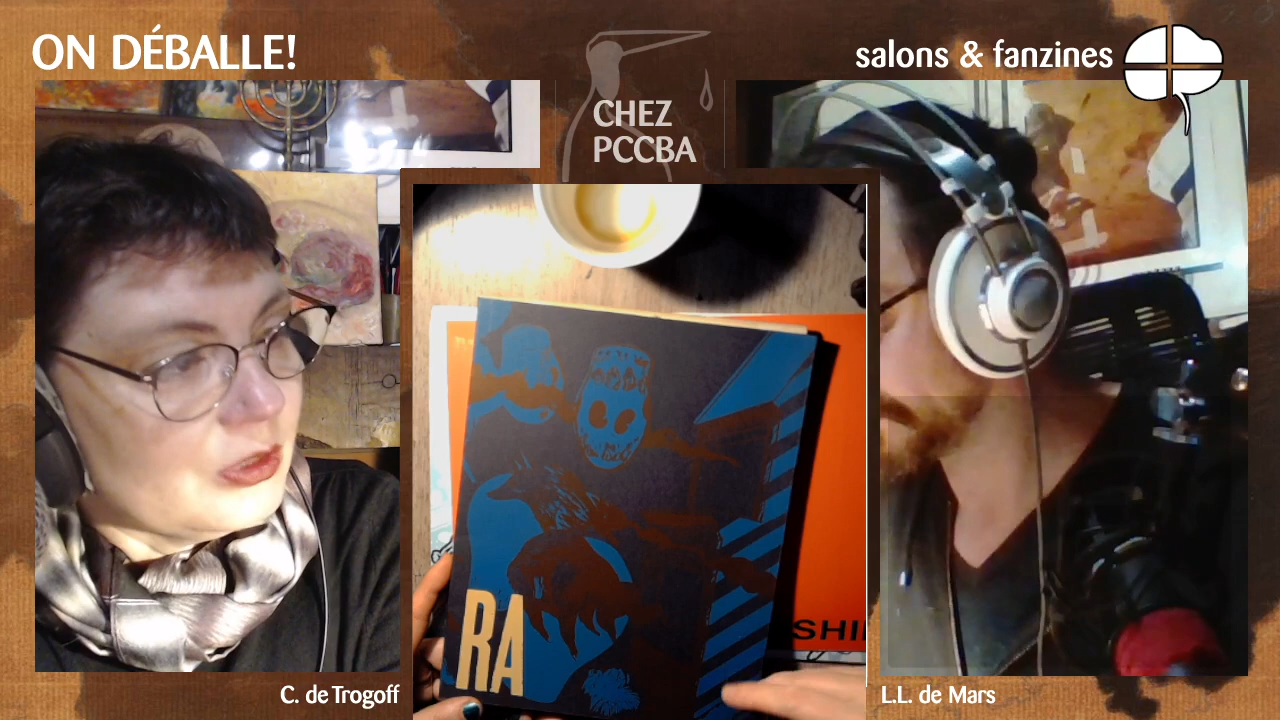 ON DÉBALLE!
salons & fanzines
CHEZ
PCCBA
RA
SHI
C. de Trogoff
L.L. de Mars